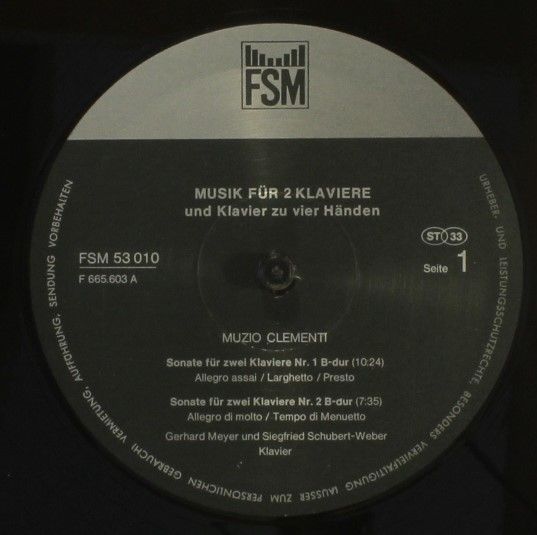 FSM
MUSIK FÜR 2 KLAVIERE
und Klavier zu vier Händen
FSM 53 010
F 665.603 A
ST 33
Seite 1
MUZIO CLEMENTI
Sonate für zwei Klaviere Nr. 1 B-dur (10:24)
Allegro assai / Larghetto / Presto
Sonate für zwei Klaviere Nr. 2 B-dur (7:35)
Allegro di molto / Tempo di Menuetto
Gerhard Meyer und Siegfried Schubert-Weber
Klavier
URHEBER- UND LEISTUNGSSCHUTZRECHTE, BESONDERS VERVIELFÄLTIGUNG (AUSSER ZUM PERSÖNLICHEN GEBRAUCH) VERMIETUNG, AUFFÜHRUNG, SENDUNG VORBEHALTEN